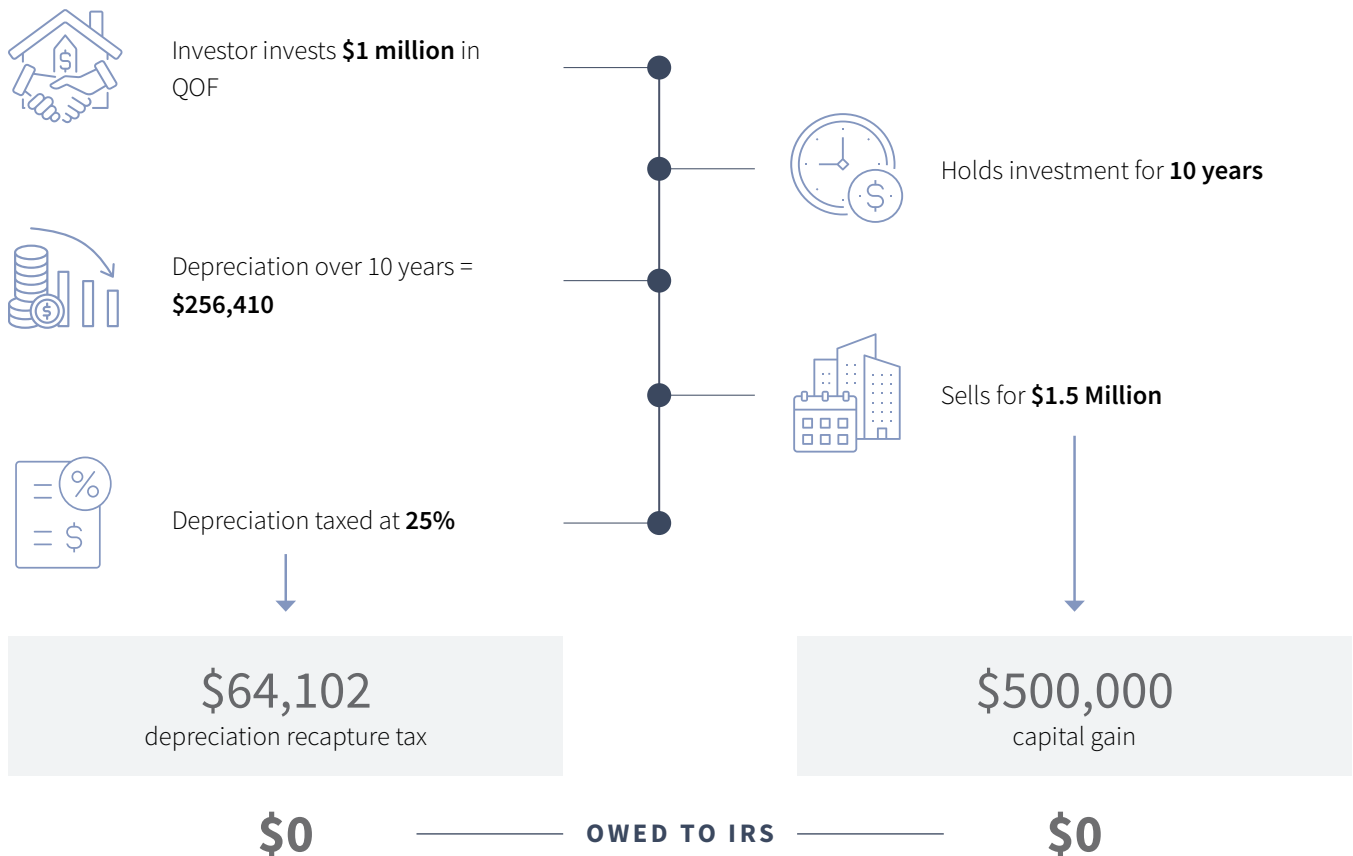 Investor invests $1 million in
QOF
Holds investment for 10 years
Depreciation over 10 years =
$256,410
Sells for $1.5 Million
Depreciation taxed at 25%
$64,102
depreciation recapture tax
$500,000
capital gain
$0
OWED TO IRS
$0